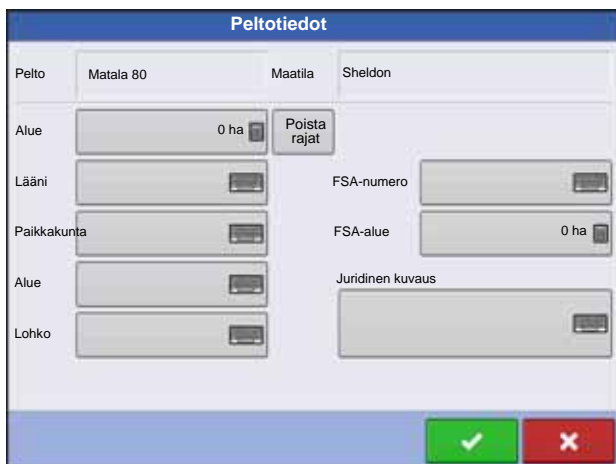 Peltotiedot
Pelto Matala 80 Maatila Sheldon
Alue 0 ha Poista rajat
Lääni FSA-numero
Paikkakunta FSA-alue 0 ha
Alue Juridinen kuvaus
Lohko